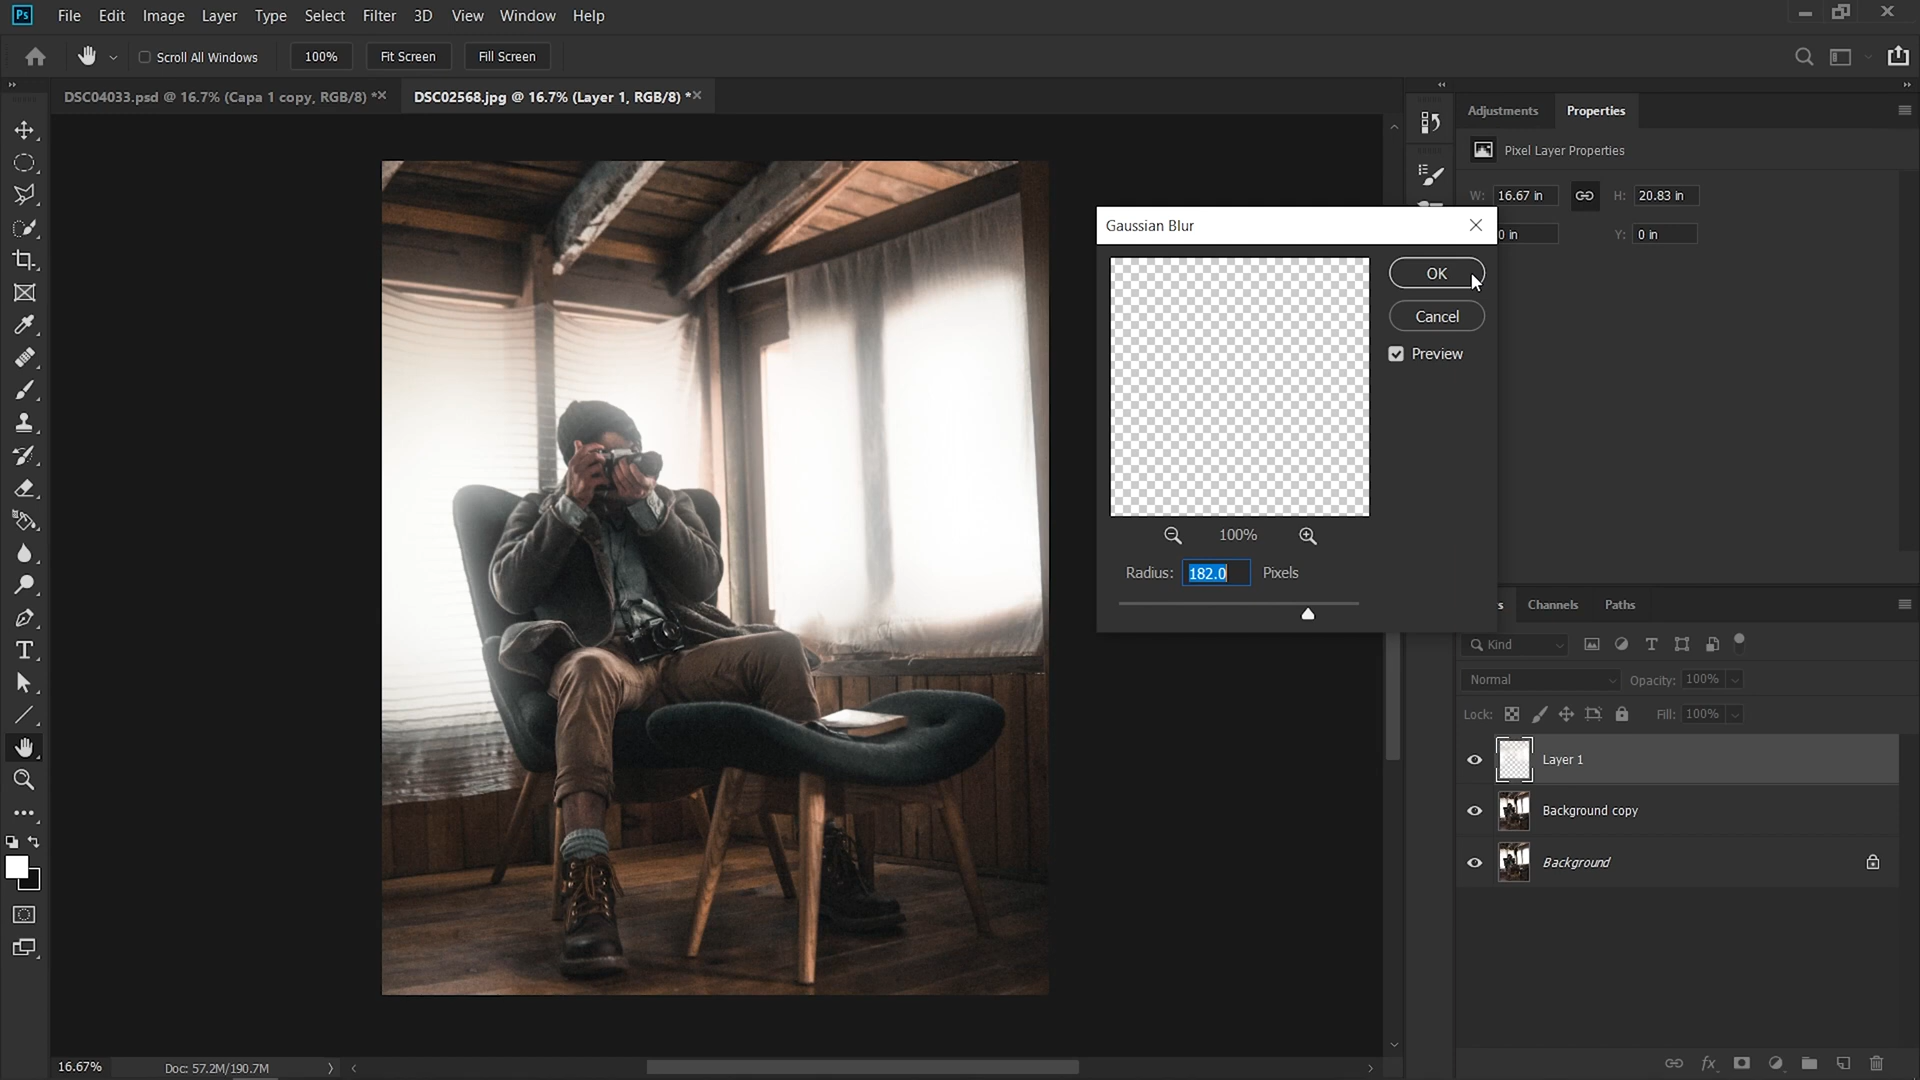 Ps File Edit Image Layer Type Select Filter 3D View Window Help
Scroll All Windows 100% Fit Screen Fill Screen
DSC04033.psd @ 16.7% (Capa 1 copy, RGB/8) * DSC02568.jpg @ 16.7% (Layer 1, RGB/8) *
Adjustments Properties
Pixel Layer Properties
W: 16.67 in H: 20.83 in
0 in Y: 0 in
Gaussian Blur
OK
Cancel
Preview
100%
Radius: 182.0 Pixels
Channels Paths
Kind
Normal Opacity: 100%
Lock: Fill: 100%
Layer 1
Background copy
Background
16.67% Doc: 57.2M/190.7M